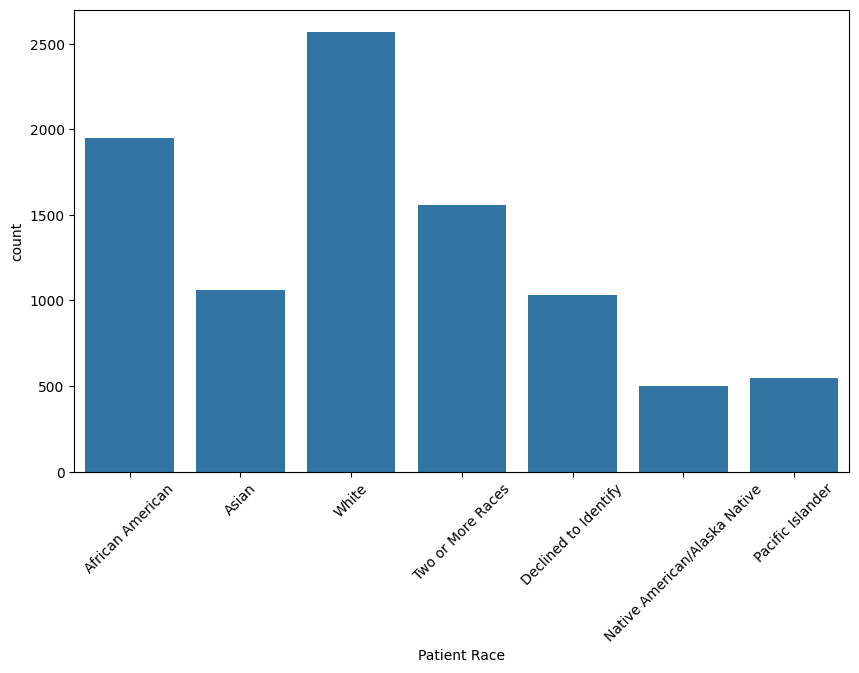 2500
2000
1500
1000
500
0
count
African American
Asian
White
Two or More Races
Declined to Identify
Native American/Alaska Native
Pacific Islander
Patient Race